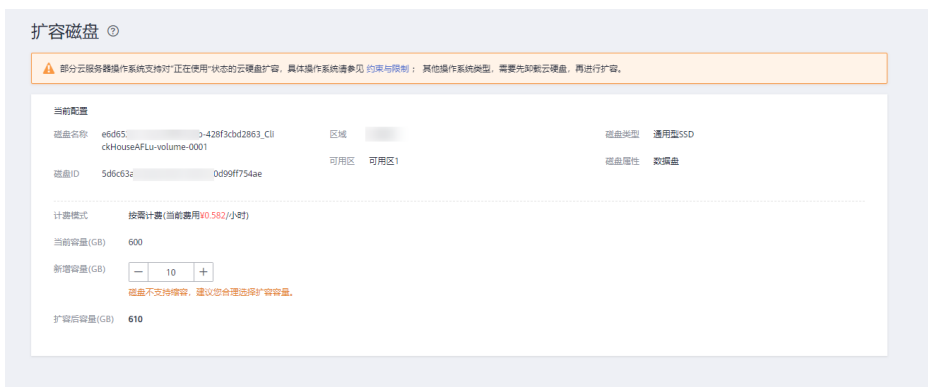 扩容磁盘
部分云服务器操作系统支持对"正在使用"状态的云硬盘扩容，具体操作系统请参见 约束与限制 ； 其他操作系统类型，需要先卸载云硬盘，再进行扩容。
当前配置
磁盘名称 e6d65 -428f3cbd2863_Cli
ckHouseAFLu-volume-0001
区域
磁盘类型 通用型SSD
可用区 可用区1
磁盘属性 数据盘
磁盘ID 5d6c63a 0d99ff754ae
计费模式 按需计费(当前费用¥0.582/小时)
当前容量(GB) 600
新增容量(GB) － 10 ＋
磁盘不支持缩容，建议您合理选择扩容容量。
扩容后容量(GB) 610